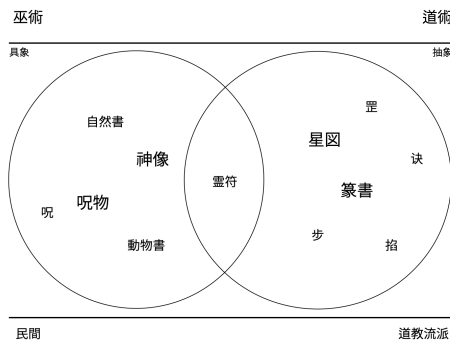 巫術 道術
具象 抽象
罡
自然書
星図
神像 诀
霊符
篆書
呪物
呪
步
動物書 掐
民間 道教流派